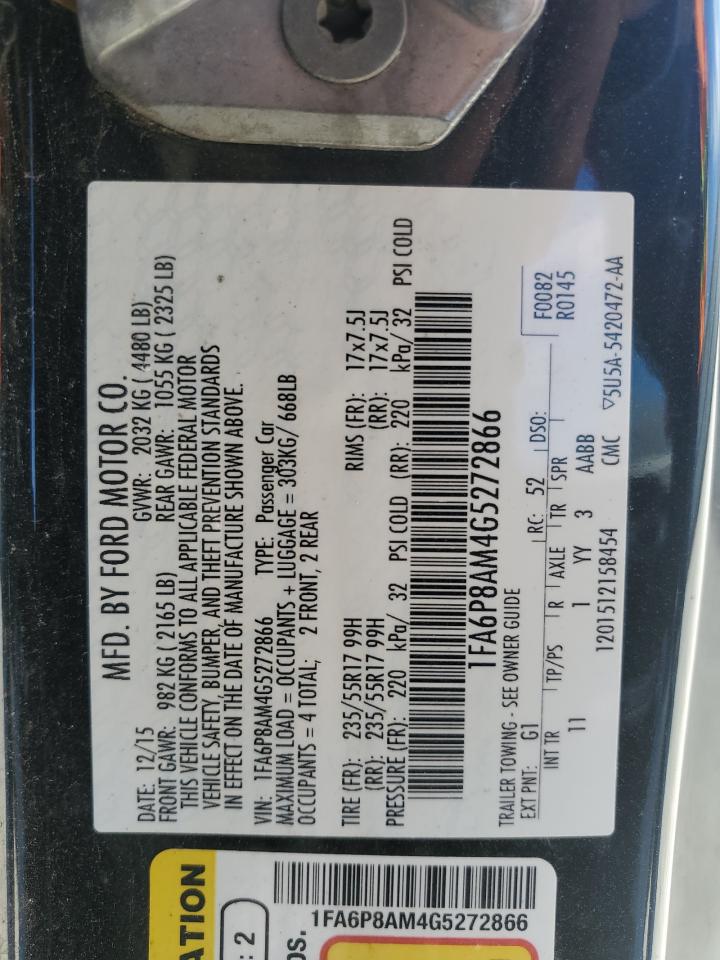 MFD. BY FORD MOTOR CO.
DATE: 12/15 GVWR: 2032 KG ( 4480 LB)
FRONT GAWR: 982 KG ( 2165 LB) REAR GAWR: 1055 KG ( 2325 LB)
THIS VEHICLE CONFORMS TO ALL APPLICABLE FEDERAL MOTOR
VEHICLE SAFETY, BUMPER, AND THEFT PREVENTION STANDARDS
IN EFFECT ON THE DATE OF MANUFACTURE SHOWN ABOVE.
VIN: 1FA6P8AM4G5272866 TYPE: Passenger Car
MAXIMUM LOAD = OCCUPANTS + LUGGAGE = 303KG/ 668LB
OCCUPANTS = 4 TOTAL; 2 FRONT, 2 REAR
TIRE (FR): 235/55R17 99H RIMS (FR): 17x7.5J
(RR): 235/55R17 99H (RR): 17x7.5J
PRESSURE (FR): 220 kPa/ 32 PSI COLD (RR): 220 kPa/ 32 PSI COLD
1FA6P8AM4G5272866
TRAILER TOWING - SEE OWNER GUIDE
EXT PNT: G1 RC: 52 DSO: F0082
R0145
INT TR TP/PS R AXLE TR SPR
11 1 YY 3 AABB
1201512158454 CMC ▽5U5A-5420472-AA
ATION
: 2
OS.
1FA6P8AM4G5272866